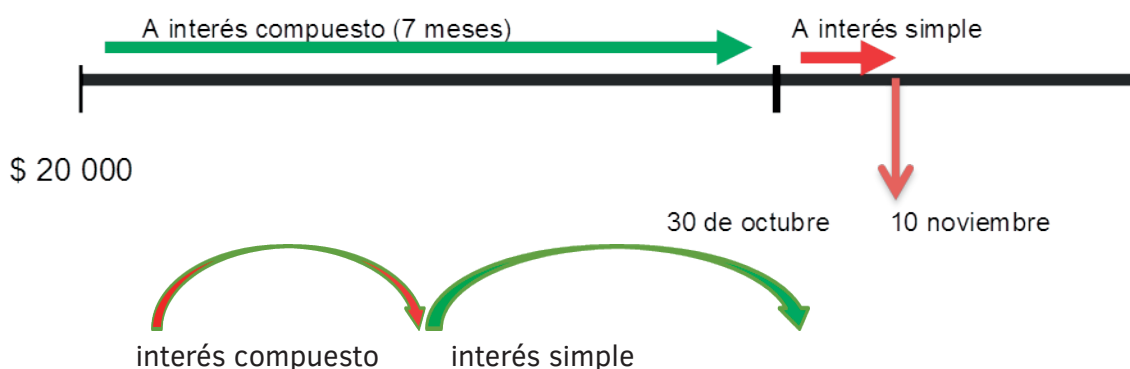 A interés compuesto (7 meses)
A interés simple
$ 20 000
30 de octubre
10 noviembre
interés compuesto
interés simple